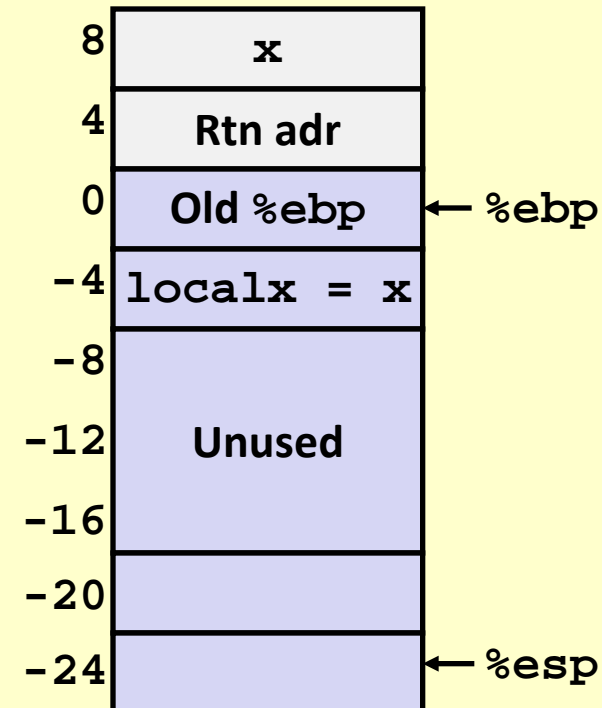 8 x
4 Rtn adr
0 Old %ebp ← %ebp
-4 localx = x
-8
-12 Unused
-16
-20
-24 ← %esp